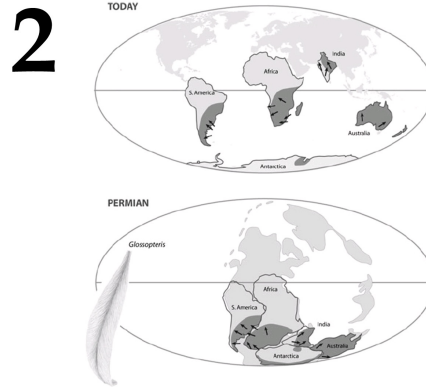 2
TODAY
India
Africa
S. America
Australia
Antarctica
PERMIAN
Glossopteris
Africa
S. America
India
Australia
Antarctica